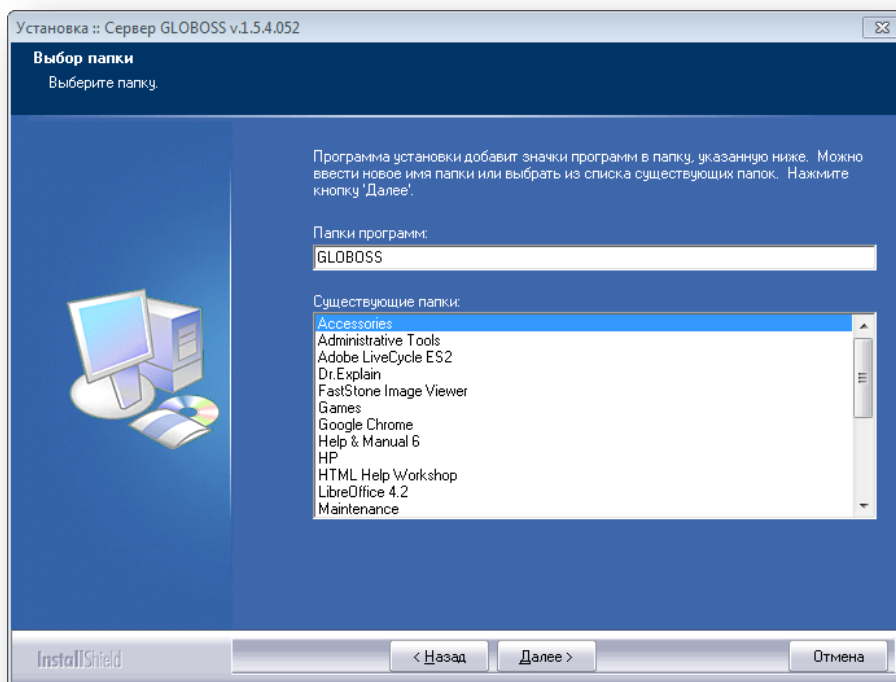 Установка :: Сервер GLOBOSS v.1.5.4.052
Выбор папки
Выберите папку.
Программа установки добавит значки программ в папку, указанную ниже. Можно
ввести новое имя папки или выбрать из списка существующих папок. Нажмите
кнопку 'Далее'.
Папки программ:
GLOBOSS
Существующие папки:
Accessories
Administrative Tools
Adobe LiveCycle ES2
Dr.Explain
FastStone Image Viewer
Games
Google Chrome
Help & Manual 6
HP
HTML Help Workshop
LibreOffice 4.2
Maintenance
InstallShield
< Назад
Далее >
Отмена